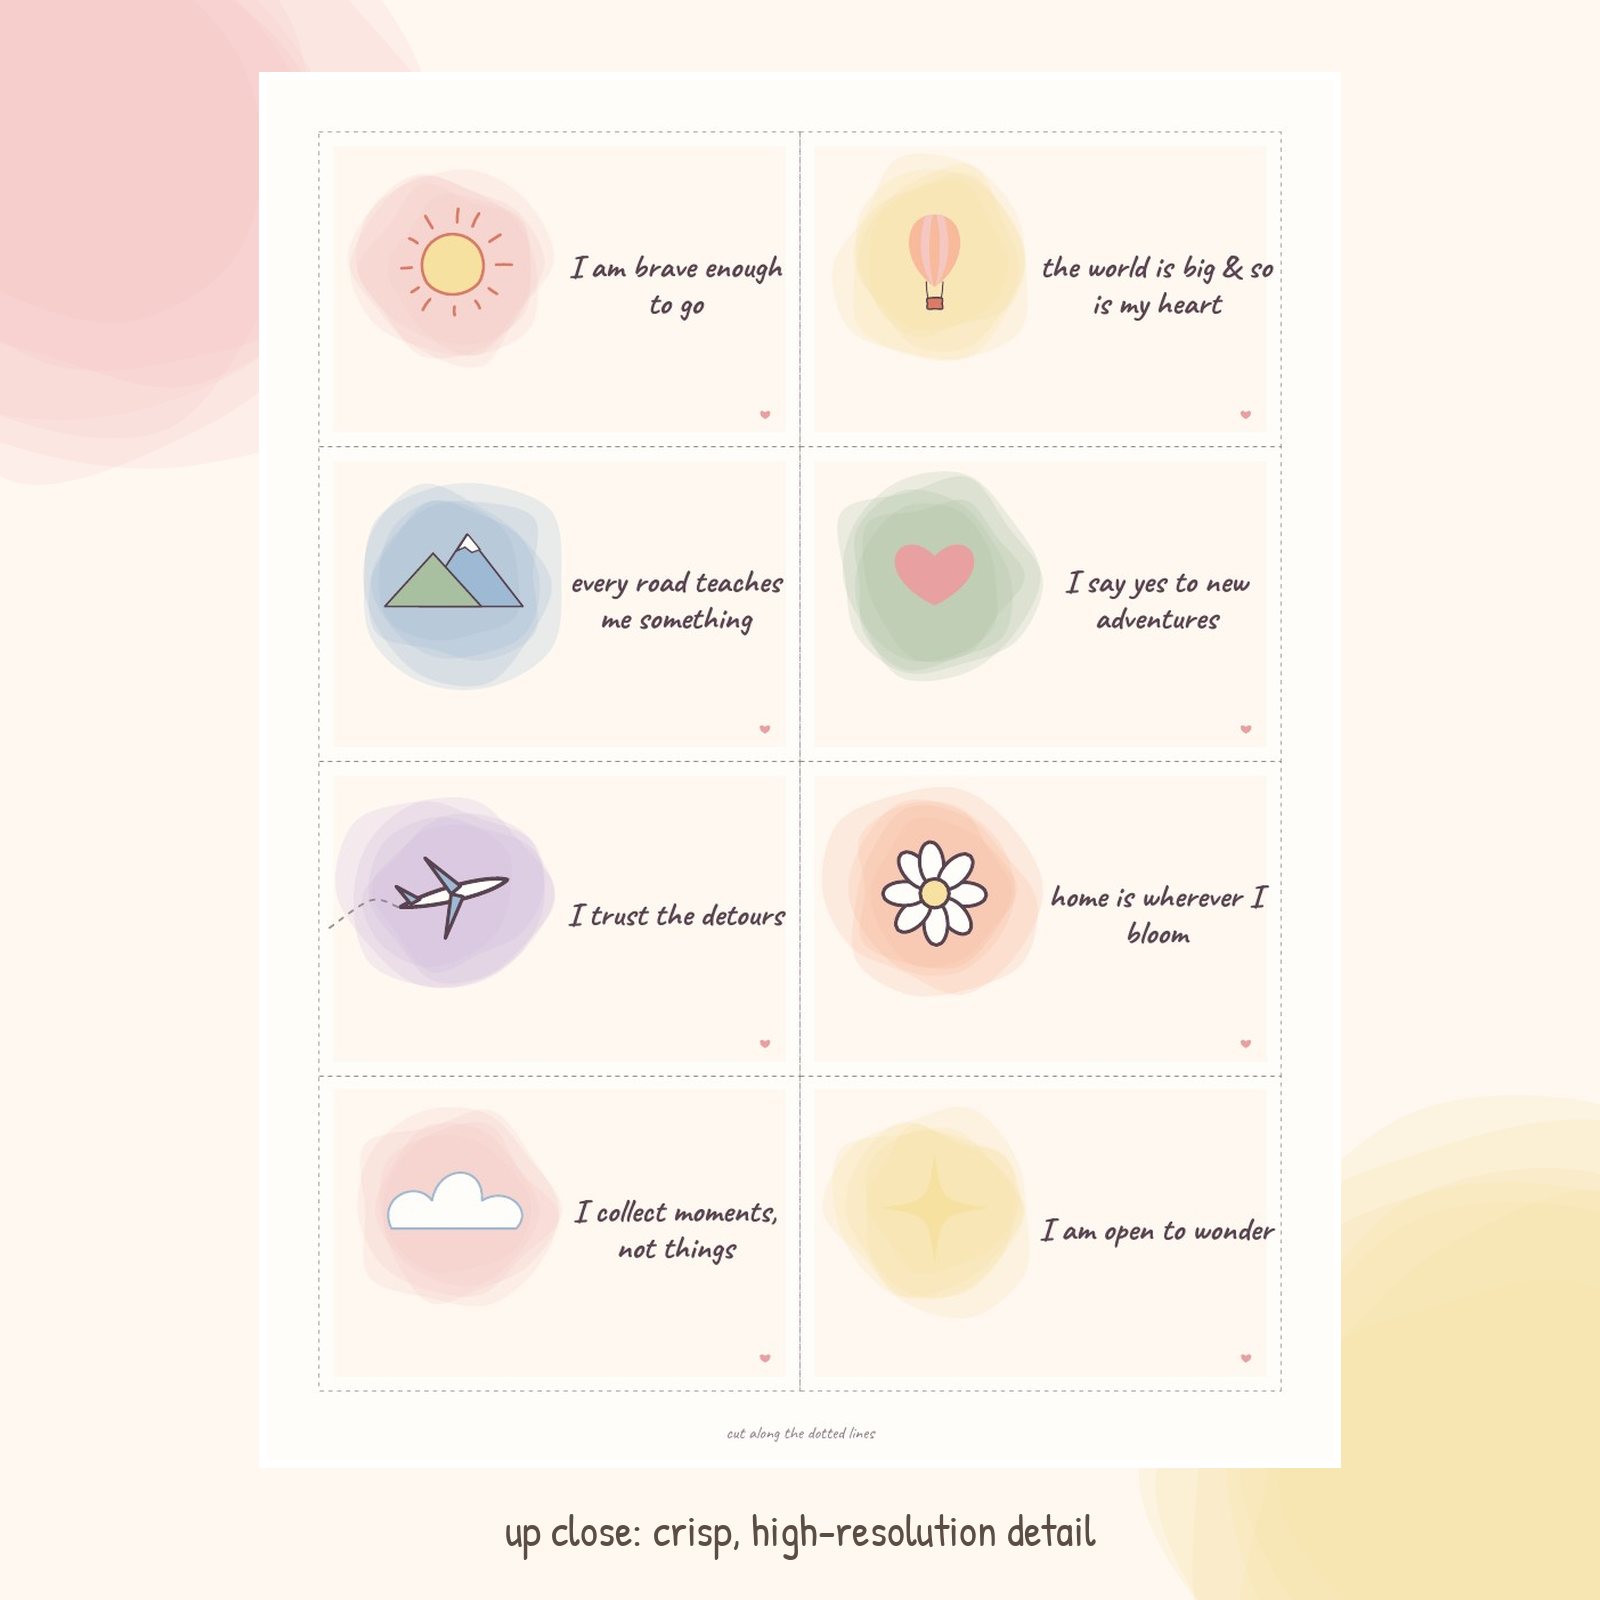 I am brave enough
to go
the world is big & so
is my heart
every road teaches
me something
I say yes to new
adventures
I trust the detours
home is wherever I
bloom
I collect moments,
not things
I am open to wonder
cut along the dotted lines
up close: crisp, high-resolution detail